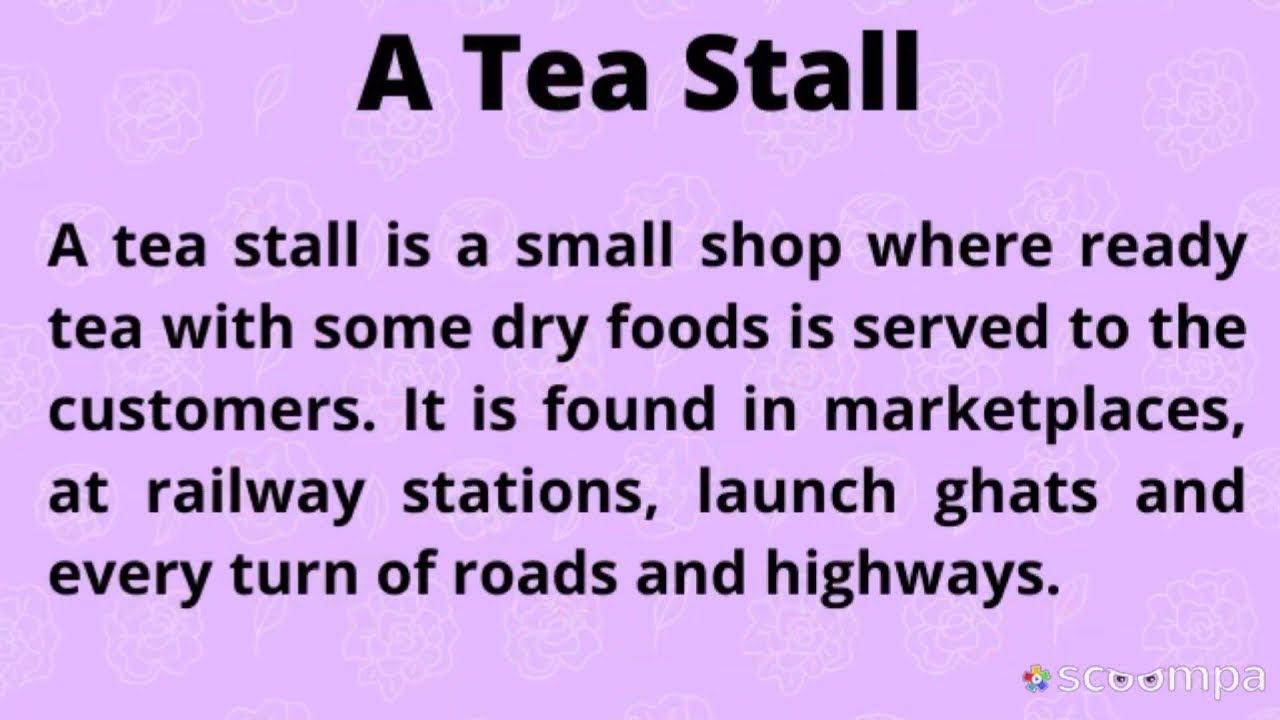 A Tea Stall
A tea stall is a small shop where ready
tea with some dry foods is served to the
customers. It is found in marketplaces,
at railway stations, launch ghats and
every turn of roads and highways.
scoompa